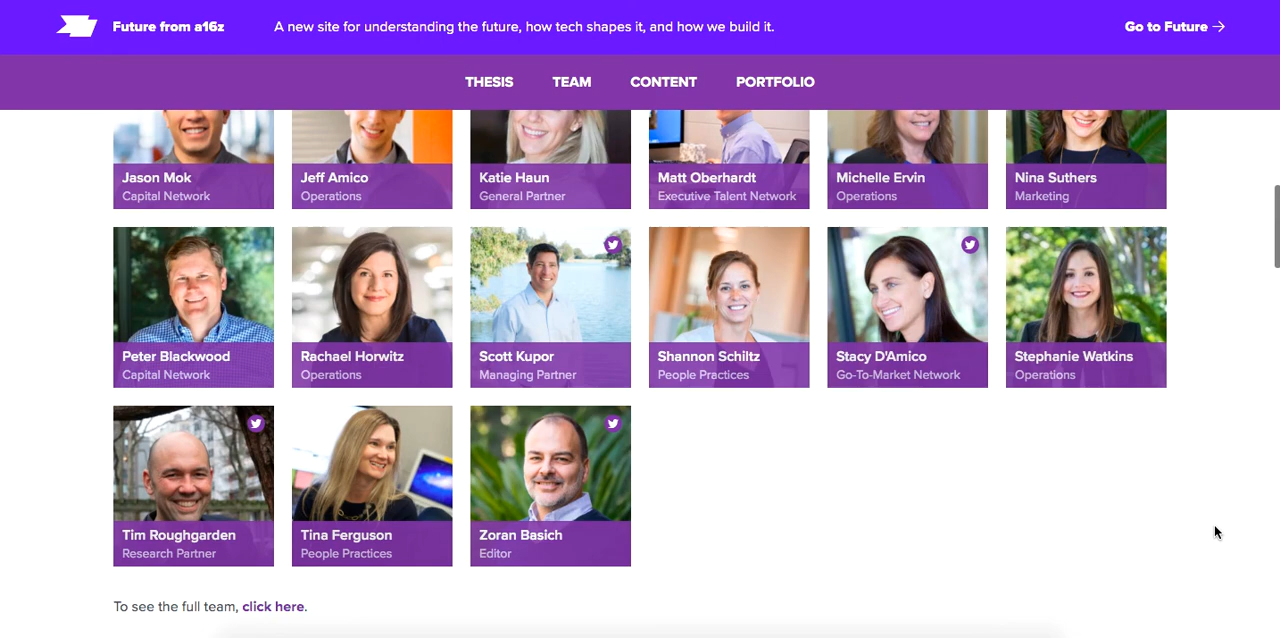 Future from a16z
A new site for understanding the future, how tech shapes it, and how we build it.
Go to Future →
THESIS
TEAM
CONTENT
PORTFOLIO
Jason Mok
Capital Network
Jeff Amico
Operations
Katie Haun
General Partner
Matt Oberhardt
Executive Talent Network
Michelle Ervin
Operations
Nina Suthers
Marketing
Peter Blackwood
Capital Network
Rachael Horwitz
Operations
Scott Kupor
Managing Partner
Shannon Schiltz
People Practices
Stacy D'Amico
Go-To-Market Network
Stephanie Watkins
Operations
Tim Roughgarden
Research Partner
Tina Ferguson
People Practices
Zoran Basich
Editor
To see the full team, click here.